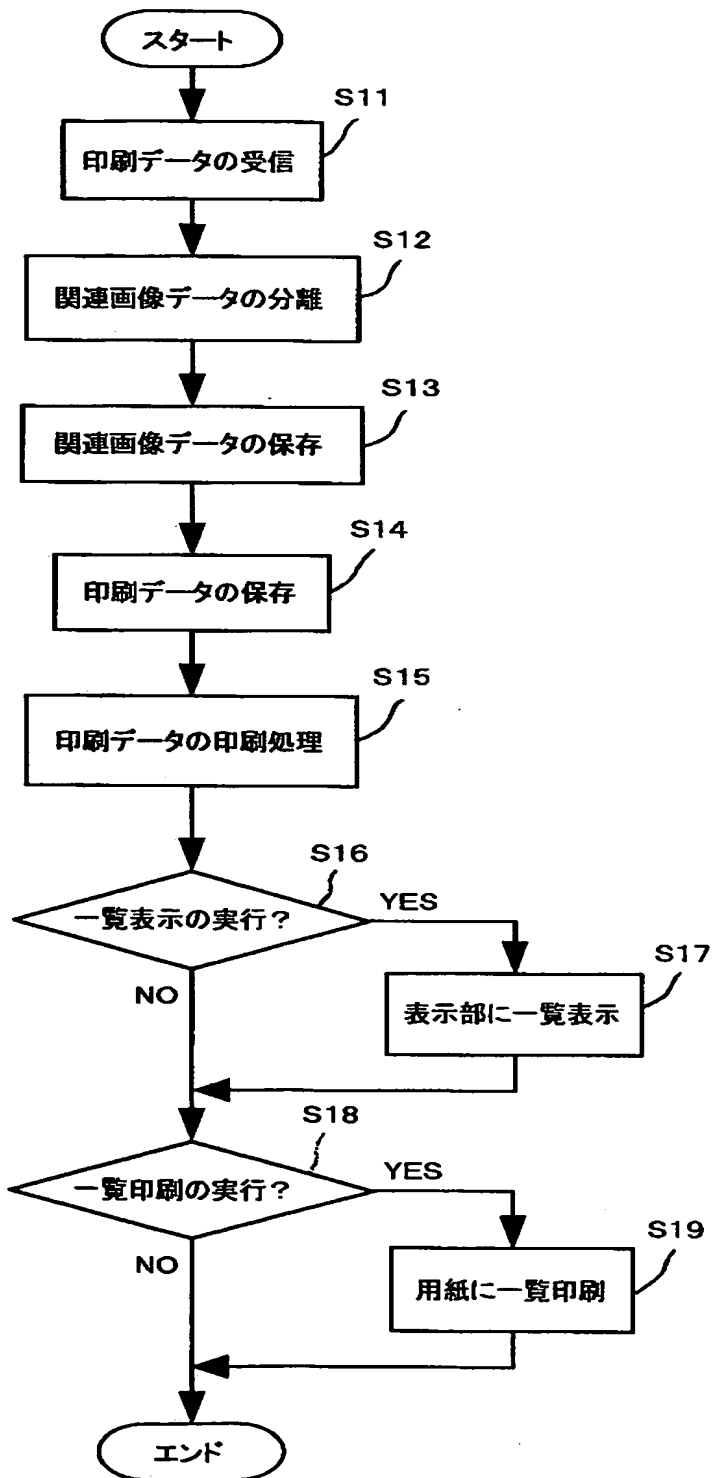 スタート
S11
印刷データの受信
S12
関連画像データの分離
S13
関連画像データの保存
S14
印刷データの保存
S15
印刷データの印刷処理
S16
一覧表示の実行？
YES
S17
NO
表示部に一覧表示
S18
一覧印刷の実行？
YES
S19
NO
用紙に一覧印刷
エンド